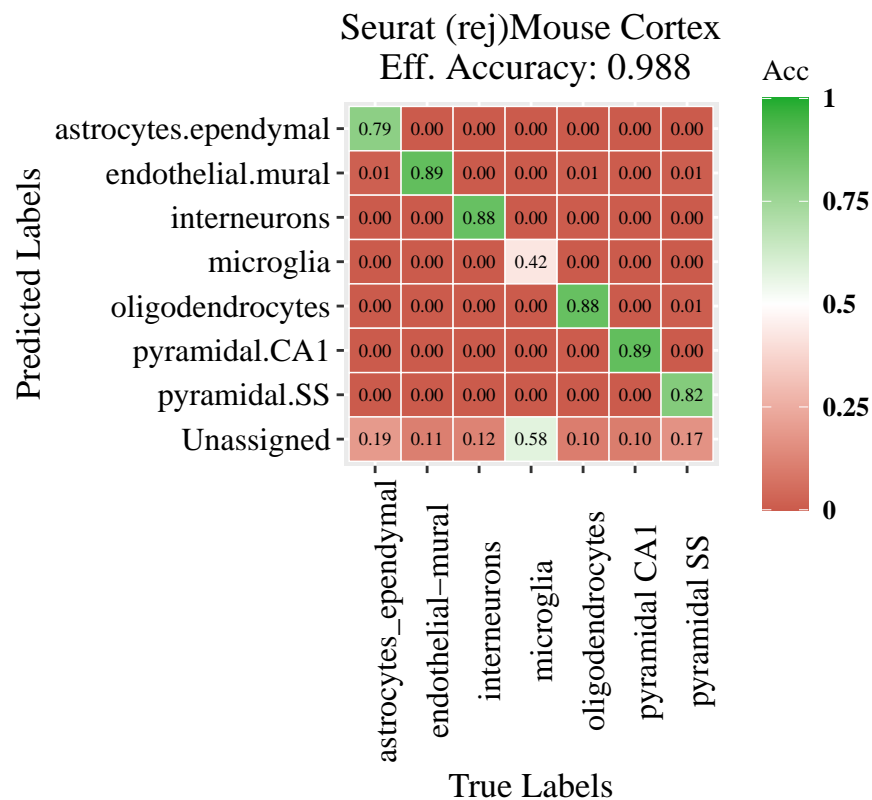 Seurat (rej)Mouse Cortex
Eff. Accuracy: 0.988
Acc
1
0.75
0.5
0.25
0
Predicted Labels
astrocytes.ependymal 0.79 0.00 0.00 0.00 0.00 0.00 0.00
endothelial.mural 0.01 0.89 0.00 0.00 0.01 0.00 0.01
interneurons 0.00 0.00 0.88 0.00 0.00 0.00 0.00
microglia 0.00 0.00 0.00 0.42 0.00 0.00 0.00
oligodendrocytes 0.00 0.00 0.00 0.00 0.88 0.00 0.01
pyramidal.CA1 0.00 0.00 0.00 0.00 0.00 0.89 0.00
pyramidal.SS 0.00 0.00 0.00 0.00 0.00 0.00 0.82
Unassigned 0.19 0.11 0.12 0.58 0.10 0.10 0.17
astrocytes_ependymal
endothelial−mural
interneurons
microglia
oligodendrocytes
pyramidal CA1
pyramidal SS
True Labels